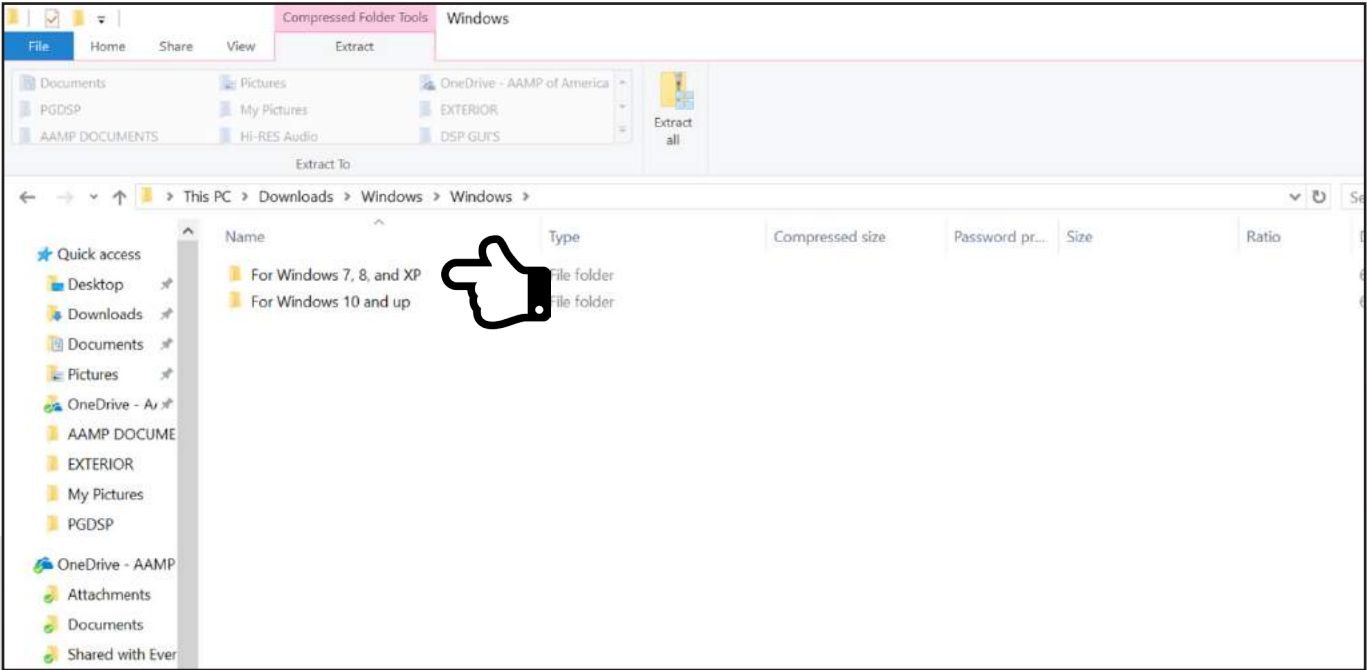 Compressed Folder Tools Windows
File Home Share View Extract
Documents Pictures OneDrive - AAMP of America
PGDSP My Pictures EXTERIOR
AAMP DOCUMENTS Hi-RES Audio DSP GUI'S
Extract all
Extract To
This PC > Downloads > Windows > Windows >
Name Type Compressed size Password pr... Size Ratio
Quick access
Desktop
Downloads
Documents
Pictures
OneDrive - A
AAMP DOCUME
EXTERIOR
My Pictures
PGDSP
OneDrive - AAMP
Attachments
Documents
Shared with Ever
For Windows 7, 8, and XP File folder
For Windows 10 and up File folder